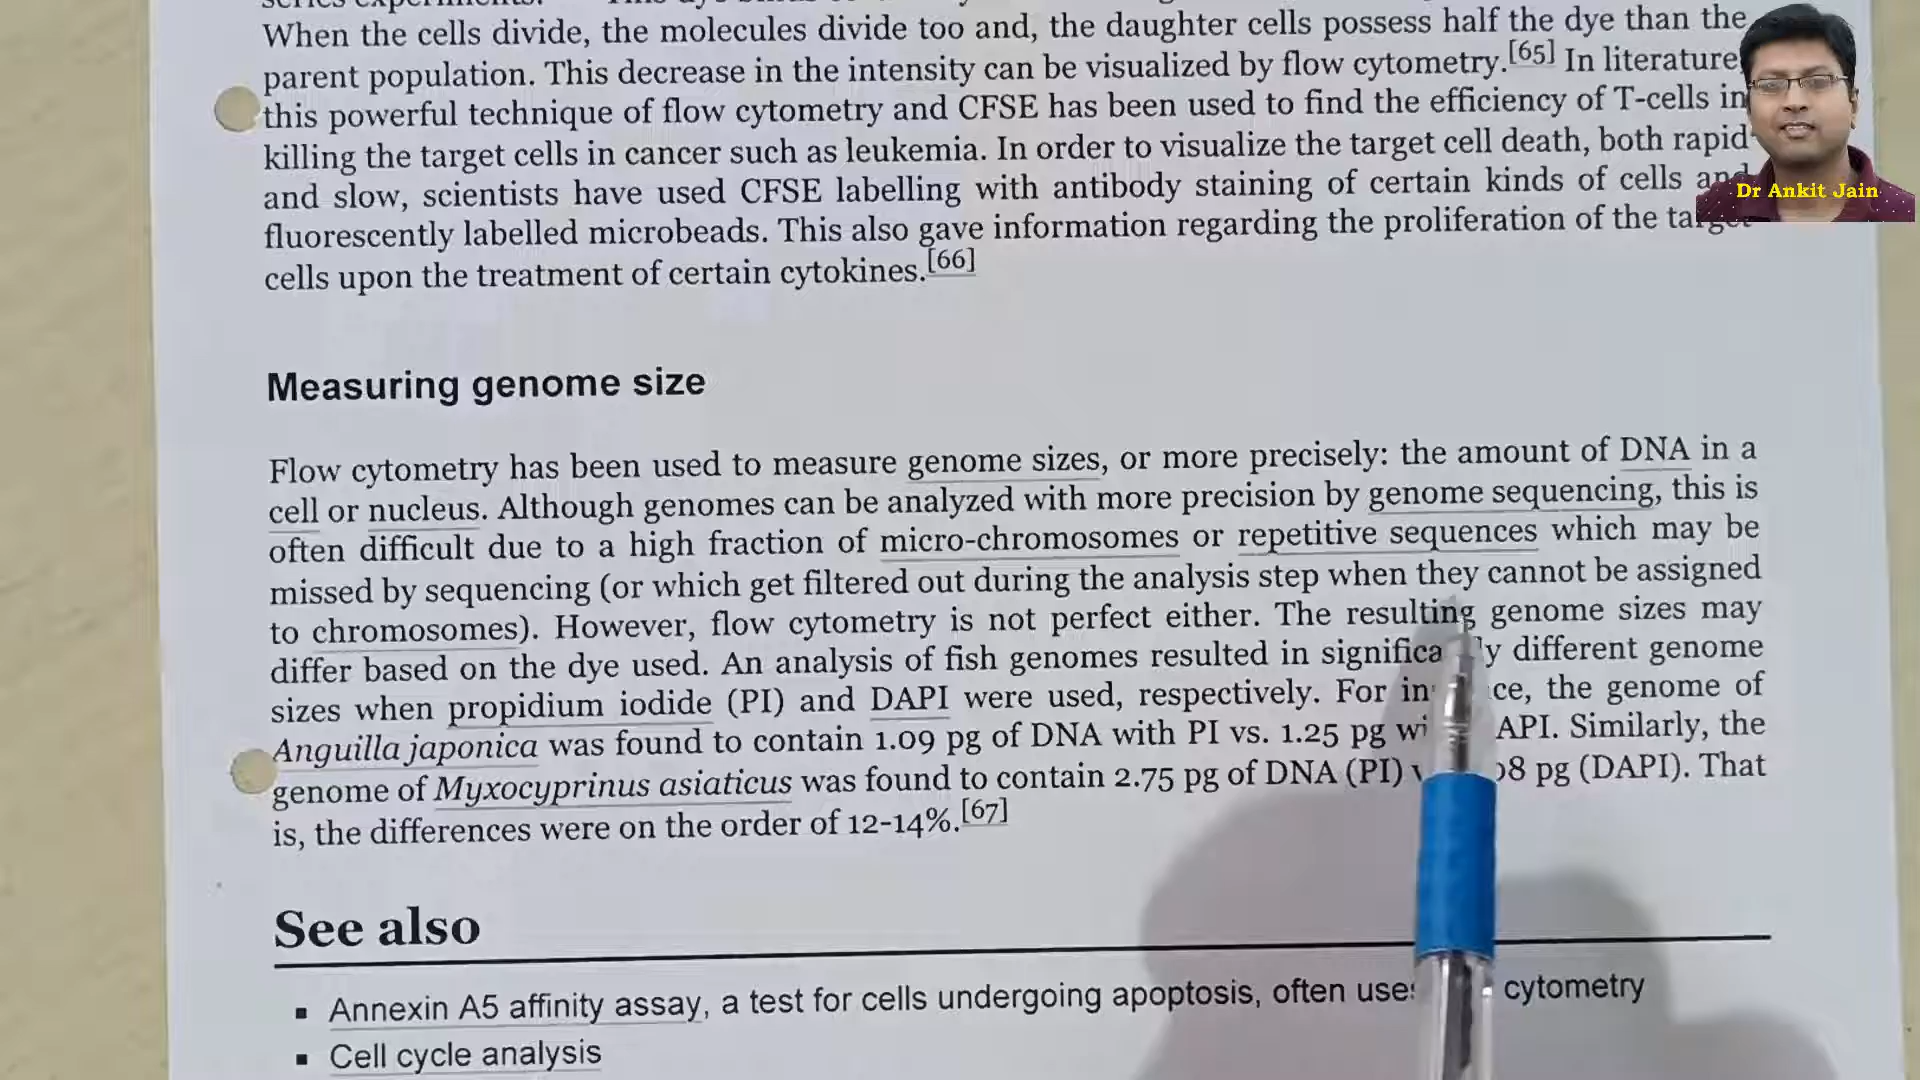 When the cells divide, the molecules divide too and, the daughter cells possess half the dye than the
parent population. This decrease in the intensity can be visualized by flow cytometry.[65] In literature
this powerful technique of flow cytometry and CFSE has been used to find the efficiency of T-cells in
killing the target cells in cancer such as leukemia. In order to visualize the target cell death, both rapid
and slow, scientists have used CFSE labelling with antibody staining of certain kinds of cells and
Dr Ankit Jain
fluorescently labelled microbeads. This also gave information regarding the proliferation of the target
cells upon the treatment of certain cytokines.[66]
Measuring genome size
Flow cytometry has been used to measure genome sizes, or more precisely: the amount of DNA in a
cell or nucleus. Although genomes can be analyzed with more precision by genome sequencing, this is
often difficult due to a high fraction of micro-chromosomes or repetitive sequences which may be
missed by sequencing (or which get filtered out during the analysis step when they cannot be assigned
to chromosomes). However, flow cytometry is not perfect either. The resulting genome sizes may
differ based on the dye used. An analysis of fish genomes resulted in different genome
sizes when propidium iodide (PI) and DAPI were used, respectively. For the genome of
Anguilla japonica was found to contain 1.09 pg of DNA with PI vs. 1.25 pg Similarly, the
genome of Myxocyprinus asiaticus was found to contain 2.75 pg of DNA (PI) pg (DAPI). That
is, the differences were on the order of 12-14%.[67]
See also
▪ Annexin A5 affinity assay, a test for cells undergoing apoptosis, often cytometry
▪ Cell cycle analysis